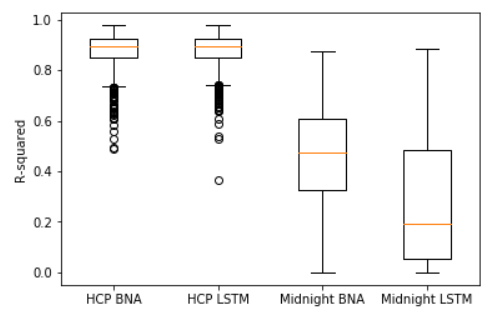 1.0
0.8
0.6
0.4
0.2
0.0
R-squared
HCP BNA
HCP LSTM
Midnight BNA
Midnight LSTM